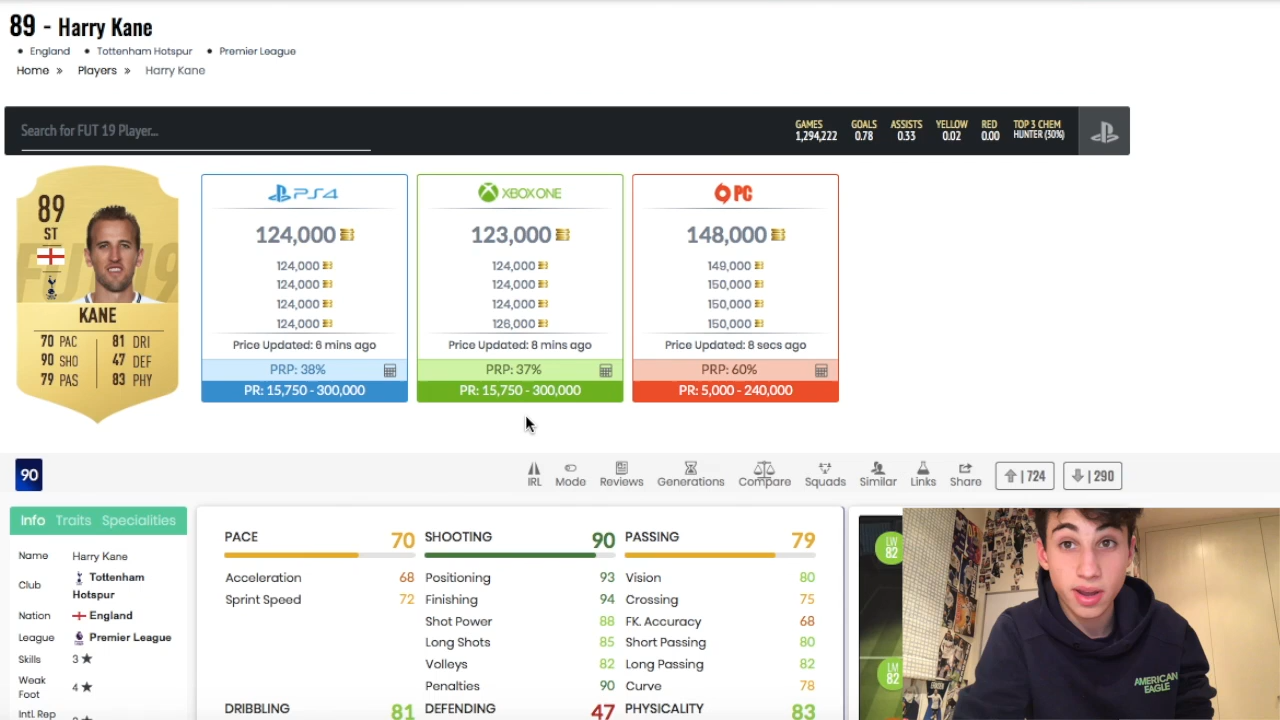 89 - Harry Kane
England Tottenham Hotspur Premier League
Home » Players » Harry Kane
Search for FUT 19 Player...
GAMES GOALS ASSISTS YELLOW RED TOP 3 CHEM
1,294,222 0.78 0.33 0.02 0.00 HUNTER (30%)
89
ST
FUT 19
KANE
70 PAC 81 DRI
90 SHO 47 DEF
79 PAS 83 PHY
PS4
124,000
124,000
124,000
124,000
124,000
Price Updated: 6 mins ago
PRP: 38%
PR: 15,750 - 300,000
XBOX ONE
123,000
124,000
124,000
124,000
126,000
Price Updated: 8 mins ago
PRP: 37%
PR: 15,750 - 300,000
PC
148,000
149,000
150,000
150,000
150,000
Price Updated: 8 secs ago
PRP: 60%
PR: 5,000 - 240,000
90
IRL Mode Reviews Generations Compare Squads Similar Links Share | 724 | 290
Info Traits Specialities
Name Harry Kane
Club Tottenham Hotspur
Nation England
League Premier League
Skills 3★
Weak Foot 4★
Intl. Rep
PACE 70
Acceleration 68
Sprint Speed 72
DRIBBLING 81
SHOOTING 90
Positioning 93
Finishing 94
Shot Power 88
Long Shots 85
Volleys 82
Penalties 90
DEFENDING 47
PASSING 79
Vision 80
Crossing 75
FK. Accuracy 68
Short Passing 80
Long Passing 82
Curve 78
PHYSICALITY 83
LW
82
LM
82
AMERICAN
EAGLE